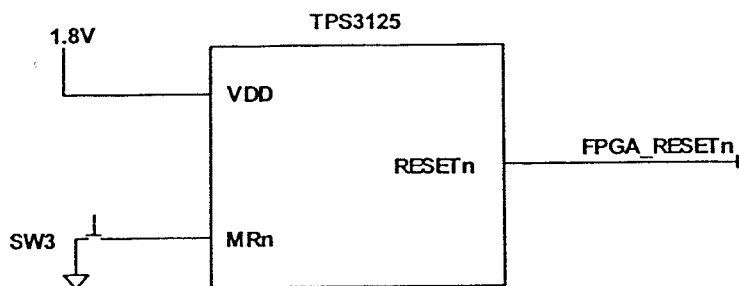 TPS3125
1.8V
VDD
RESETn
FPGA_RESETn
SW3
MRn